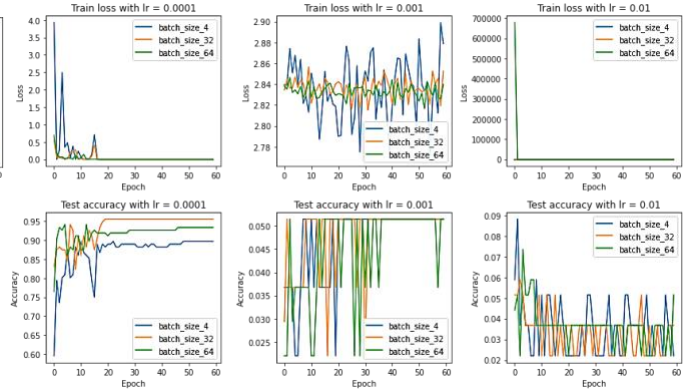 Train loss with lr = 0.0001
4.0
3.5
3.0
2.5
2.0
1.5
1.0
0.5
0.0
Loss
batch_size_4
batch_size_32
batch_size_64
0 10 20 30 40 50 60
Epoch
Train loss with lr = 0.001
2.90
2.88
2.86
2.84
2.82
2.80
2.78
Loss
batch_size_4
batch_size_32
batch_size_64
0 10 20 30 40 50 60
Epoch
Train loss with lr = 0.01
700000
600000
500000
400000
300000
200000
100000
0
Loss
batch_size_4
batch_size_32
batch_size_64
0 10 20 30 40 50 60
Epoch
Test accuracy with lr = 0.0001
0.95
0.90
0.85
0.80
0.75
0.70
0.65
0.60
Accuracy
batch_size_4
batch_size_32
batch_size_64
0 10 20 30 40 50 60
Epoch
Test accuracy with lr = 0.001
0.050
0.045
0.040
0.035
0.030
0.025
Accuracy
batch_size_4
batch_size_32
batch_size_64
0 10 20 30 40 50 60
Epoch
Test accuracy with lr = 0.01
0.09
0.08
0.07
0.06
0.05
0.04
0.03
0.02
Accuracy
batch_size_4
batch_size_32
batch_size_64
0 10 20 30 40 50 60
Epoch